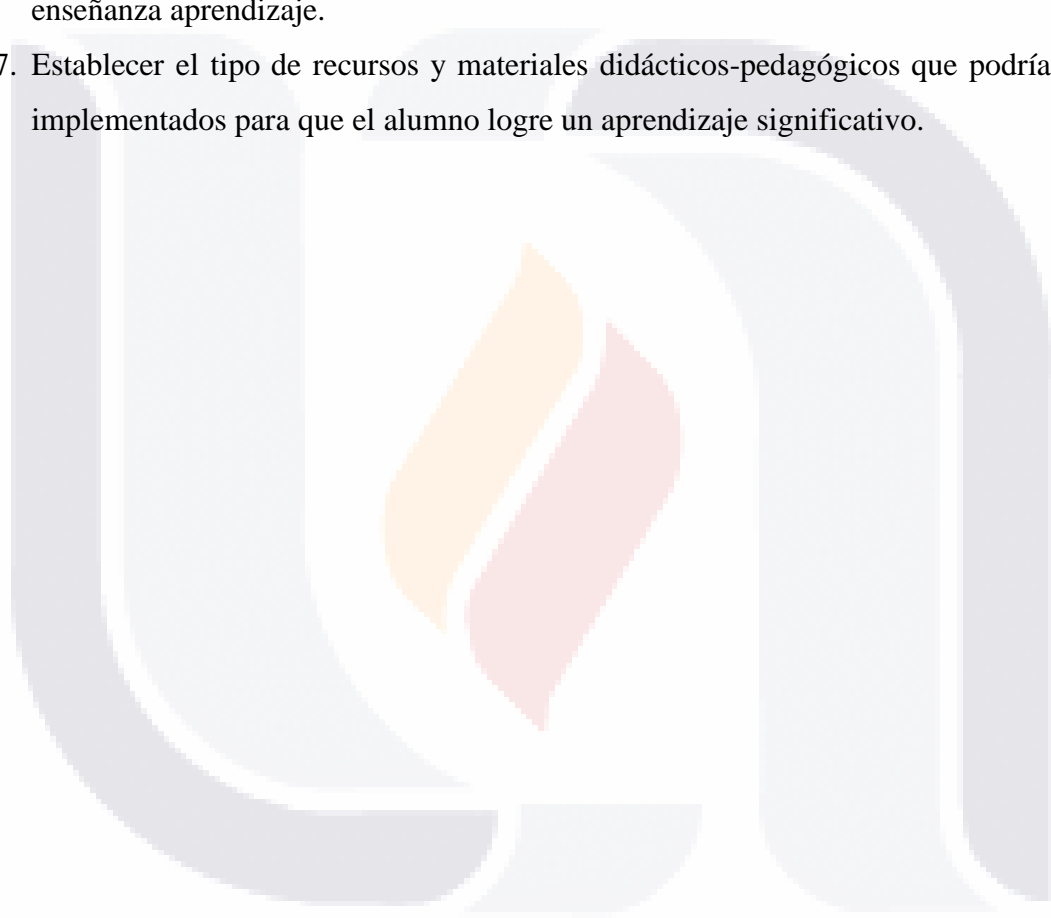 enseñanza aprendizaje.
7. Establecer el tipo de recursos y materiales didácticos-pedagógicos que podría
implementados para que el alumno logre un aprendizaje significativo.